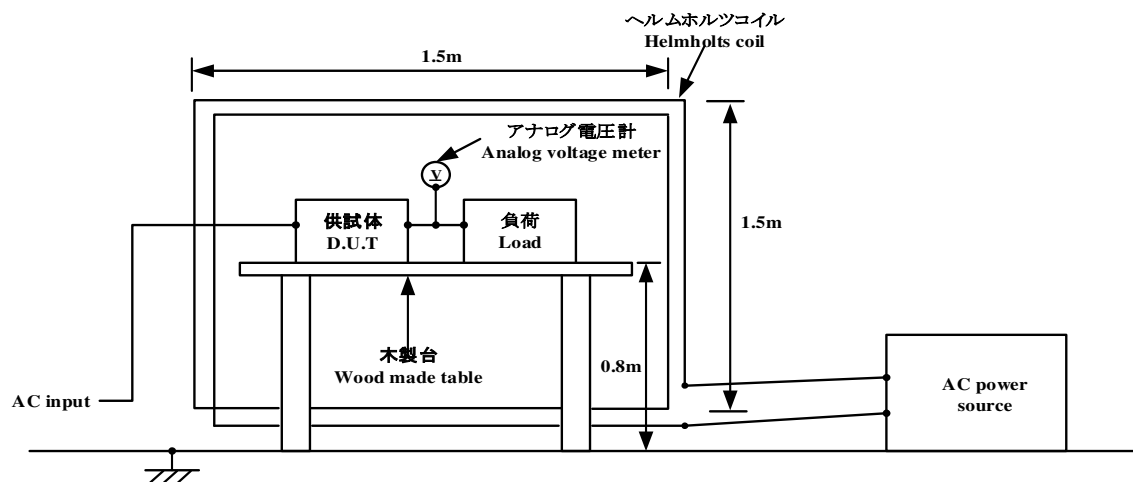 ヘルムホルツコイル
Helmholts coil
1.5m
アナログ電圧計
Analog voltage meter
V
供試体
D.U.T
負荷
Load
1.5m
木製台
Wood made table
0.8m
AC input
AC power
source